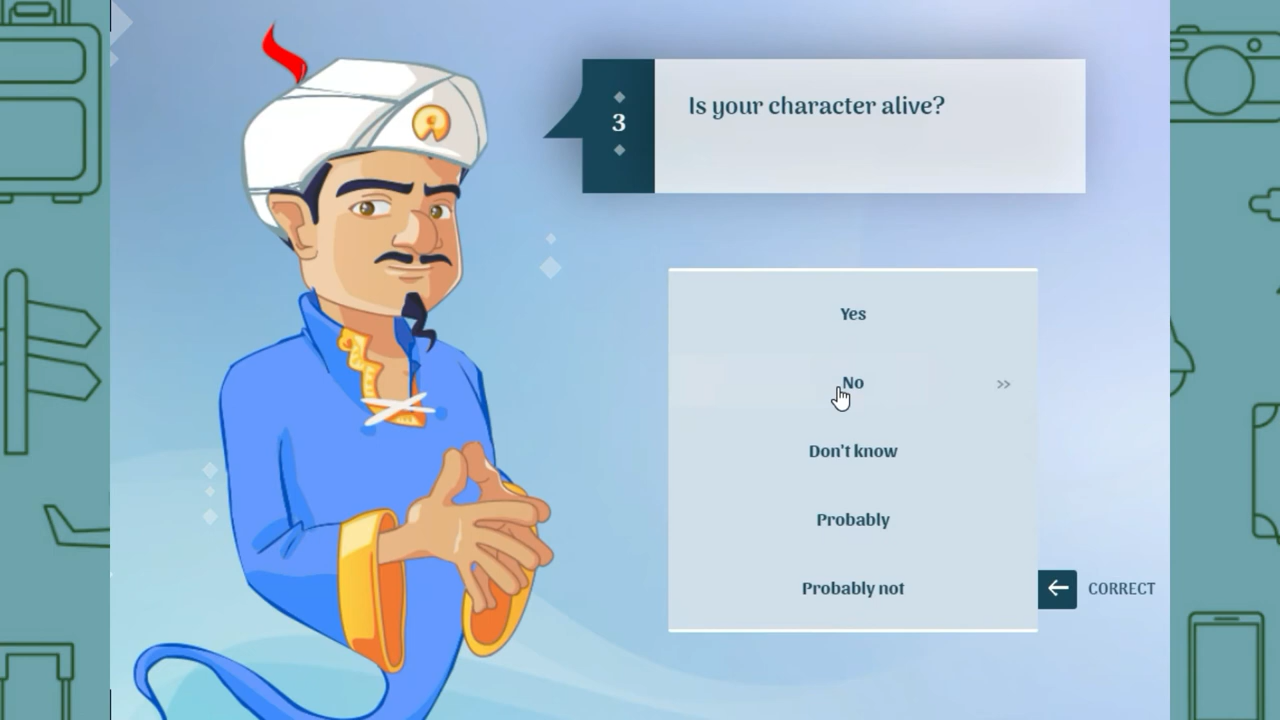 3
Is your character alive?
Yes
No
Don't know
Probably
Probably not
CORRECT